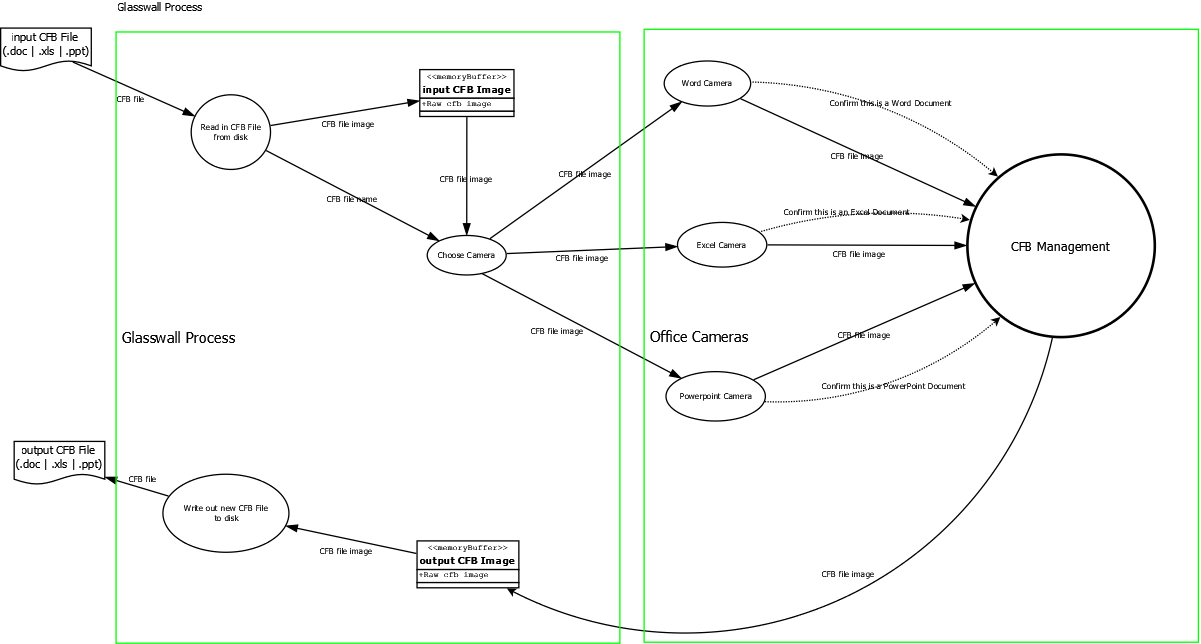 Glasswall Process
input CFB File
(.doc | .xls | .ppt)
CFB file
Read in CFB File
from disk
CFB file image
<<memoryBuffer>>
input CFB Image
+Raw cfb image
CFB file image
CFB file name
Choose Camera
CFB file image
CFB file image
CFB file image
Glasswall Process
Word Camera
Confirm this is a Word Document
CFB file image
Excel Camera
Confirm this is an Excel Document
CFB file image
CFB Management
Office Cameras
CFB file image
Powerpoint Camera
Confirm this is a PowerPoint Document
CFB file image
output CFB File
(.doc | .xls | .ppt)
CFB file
Write out new CFB File
to disk
CFB file image
<<memoryBuffer>>
output CFB Image
+Raw cfb image